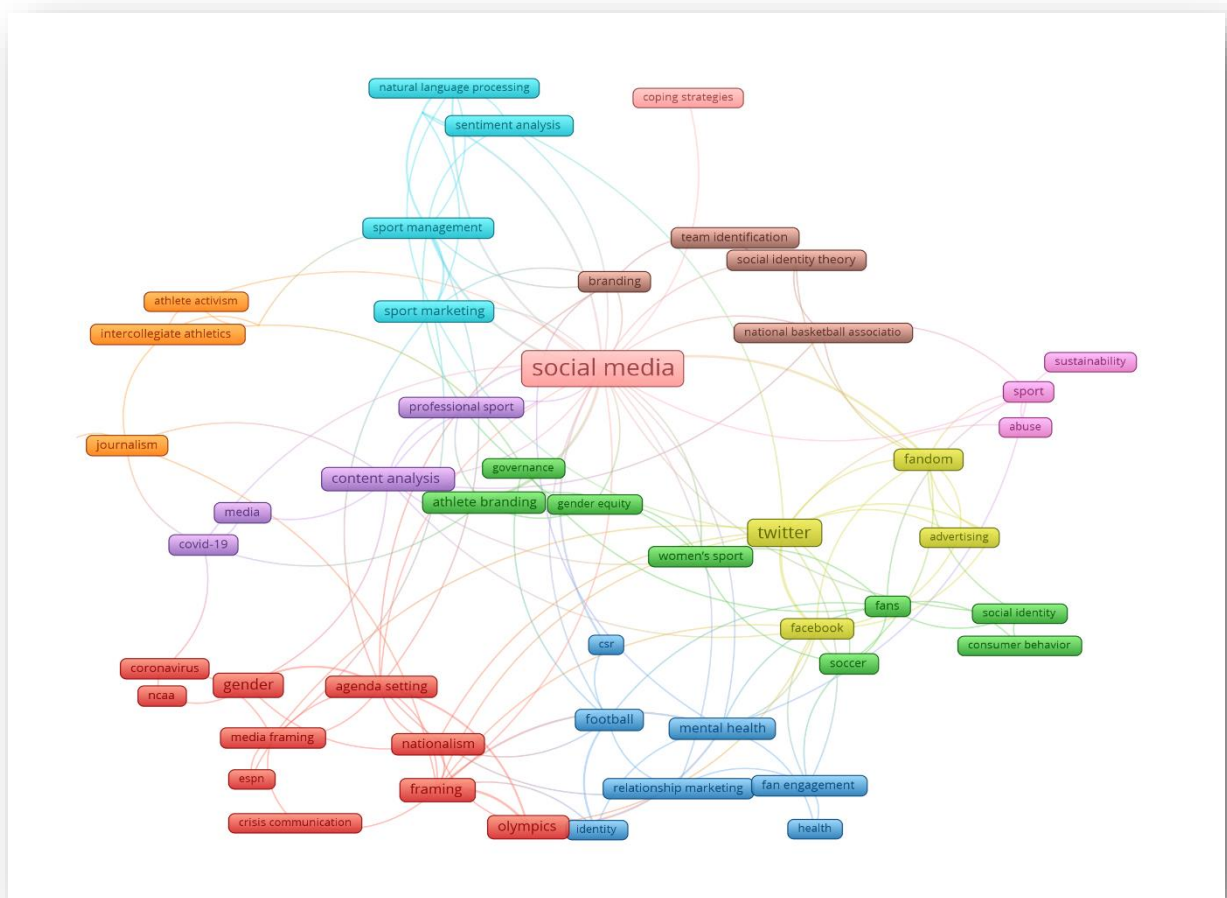 natural language processing
coping strategies
sentiment analysis
sport management
team identification
social identity theory
branding
athlete activism
sport marketing
intercollegiate athletics
national basketball associatio
sustainability
social media
sport
professional sport
abuse
journalism
fandom
governance
content analysis
athlete branding
gender equity
media
twitter
advertising
covid-19
women's sport
fans
social identity
facebook
csr
consumer behavior
soccer
coronavirus
gender
agenda setting
ncaa
football
mental health
media framing
nationalism
espn
framing
relationship marketing
fan engagement
crisis communication
olympics
identity
health